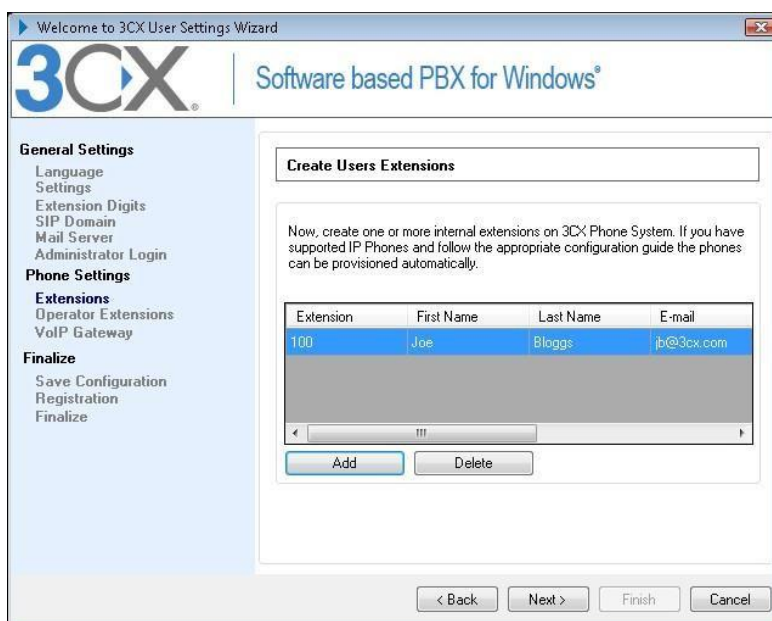 Welcome to 3CX User Settings Wizard
3CX®
Software based PBX for Windows®
General Settings
Language
Settings
Extension Digits
SIP Domain
Mail Server
Administrator Login
Phone Settings
Extensions
Operator Extensions
VoIP Gateway
Finalize
Save Configuration
Registration
Finalize
Create Users Extensions
Now, create one or more internal extensions on 3CX Phone System. If you have
supported IP Phones and follow the appropriate configuration guide the phones
can be provisioned automatically.
Extension First Name Last Name E-mail
100 Joe Bloggs jb@3cx.com
Add Delete
< Back Next > Finish Cancel